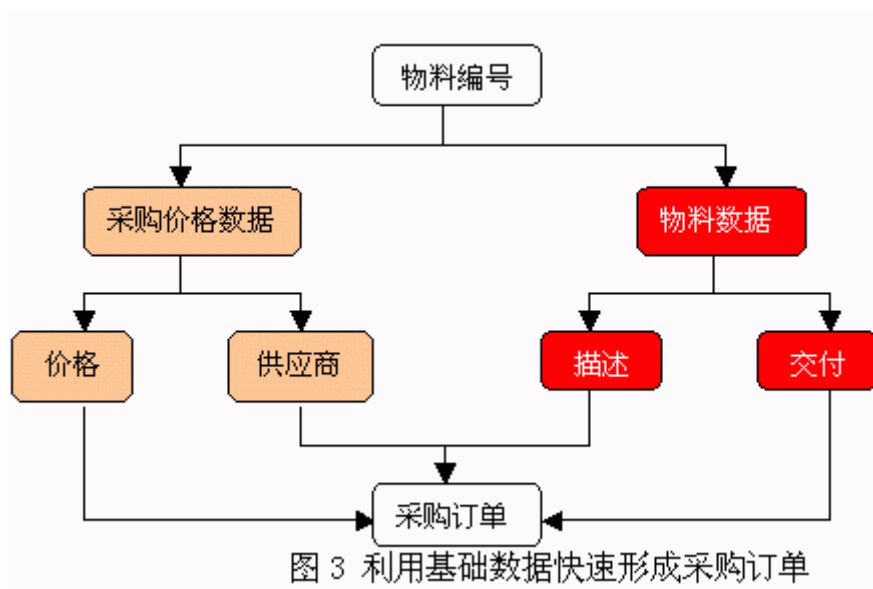 物料编号
采购价格数据
物料数据
价格
供应商
描述
交付
采购订单
图 3 利用基础数据快速形成采购订单